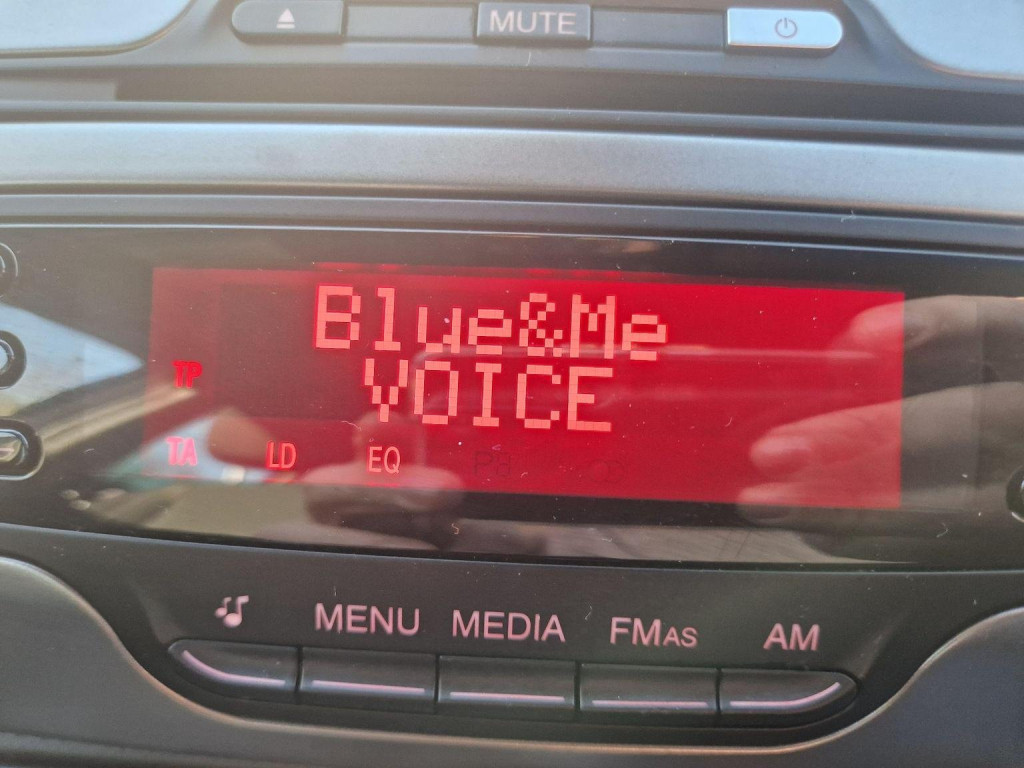 MUTE
Blue&Me
VOICE
TP
TA LD EQ
MENU MEDIA FMAS AM